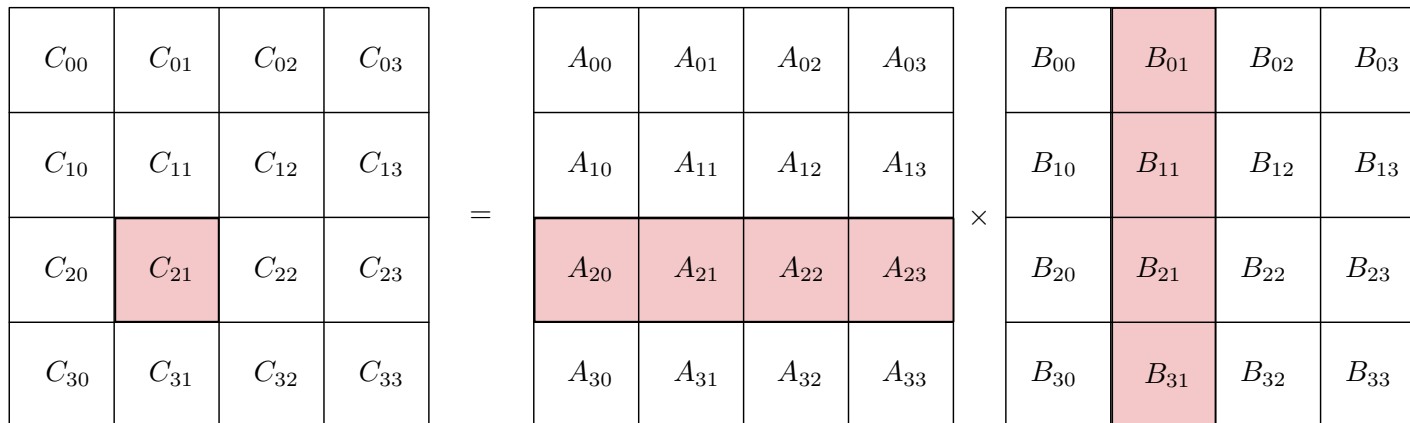 C₀₀ C₀₁ C₀₂ C₀₃ A₀₀ A₀₁ A₀₂ A₀₃ B₀₀ B₀₁ B₀₂ B₀₃
C₁₀ C₁₁ C₁₂ C₁₃ A₁₀ A₁₁ A₁₂ A₁₃ B₁₀ B₁₁ B₁₂ B₁₃
= ×
C₂₀ C₂₁ C₂₂ C₂₃ A₂₀ A₂₁ A₂₂ A₂₃ B₂₀ B₂₁ B₂₂ B₂₃
C₃₀ C₃₁ C₃₂ C₃₃ A₃₀ A₃₁ A₃₂ A₃₃ B₃₀ B₃₁ B₃₂ B₃₃